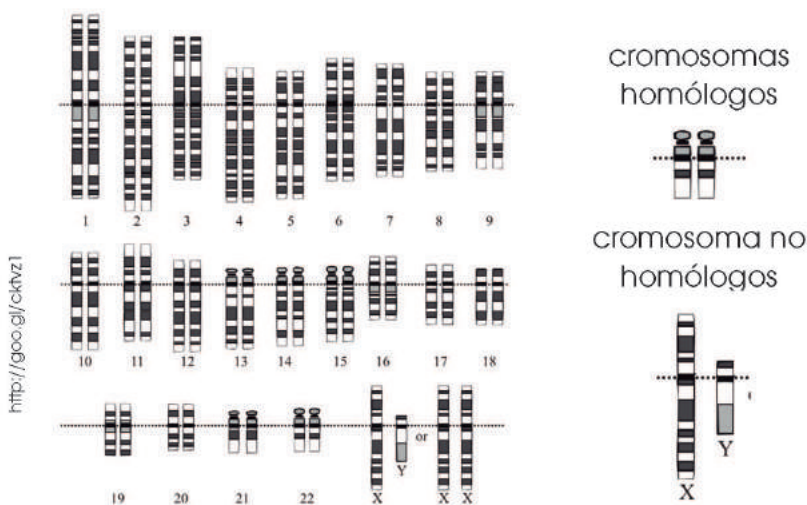 1 2 3 4 5 6 7 8 9
10 11 12 13 14 15 16 17 18
19 20 21 22 X Y or X X
http://goo.gl/ckfvz1
cromosomas
homólogos
cromosoma no
homólogos
X Y